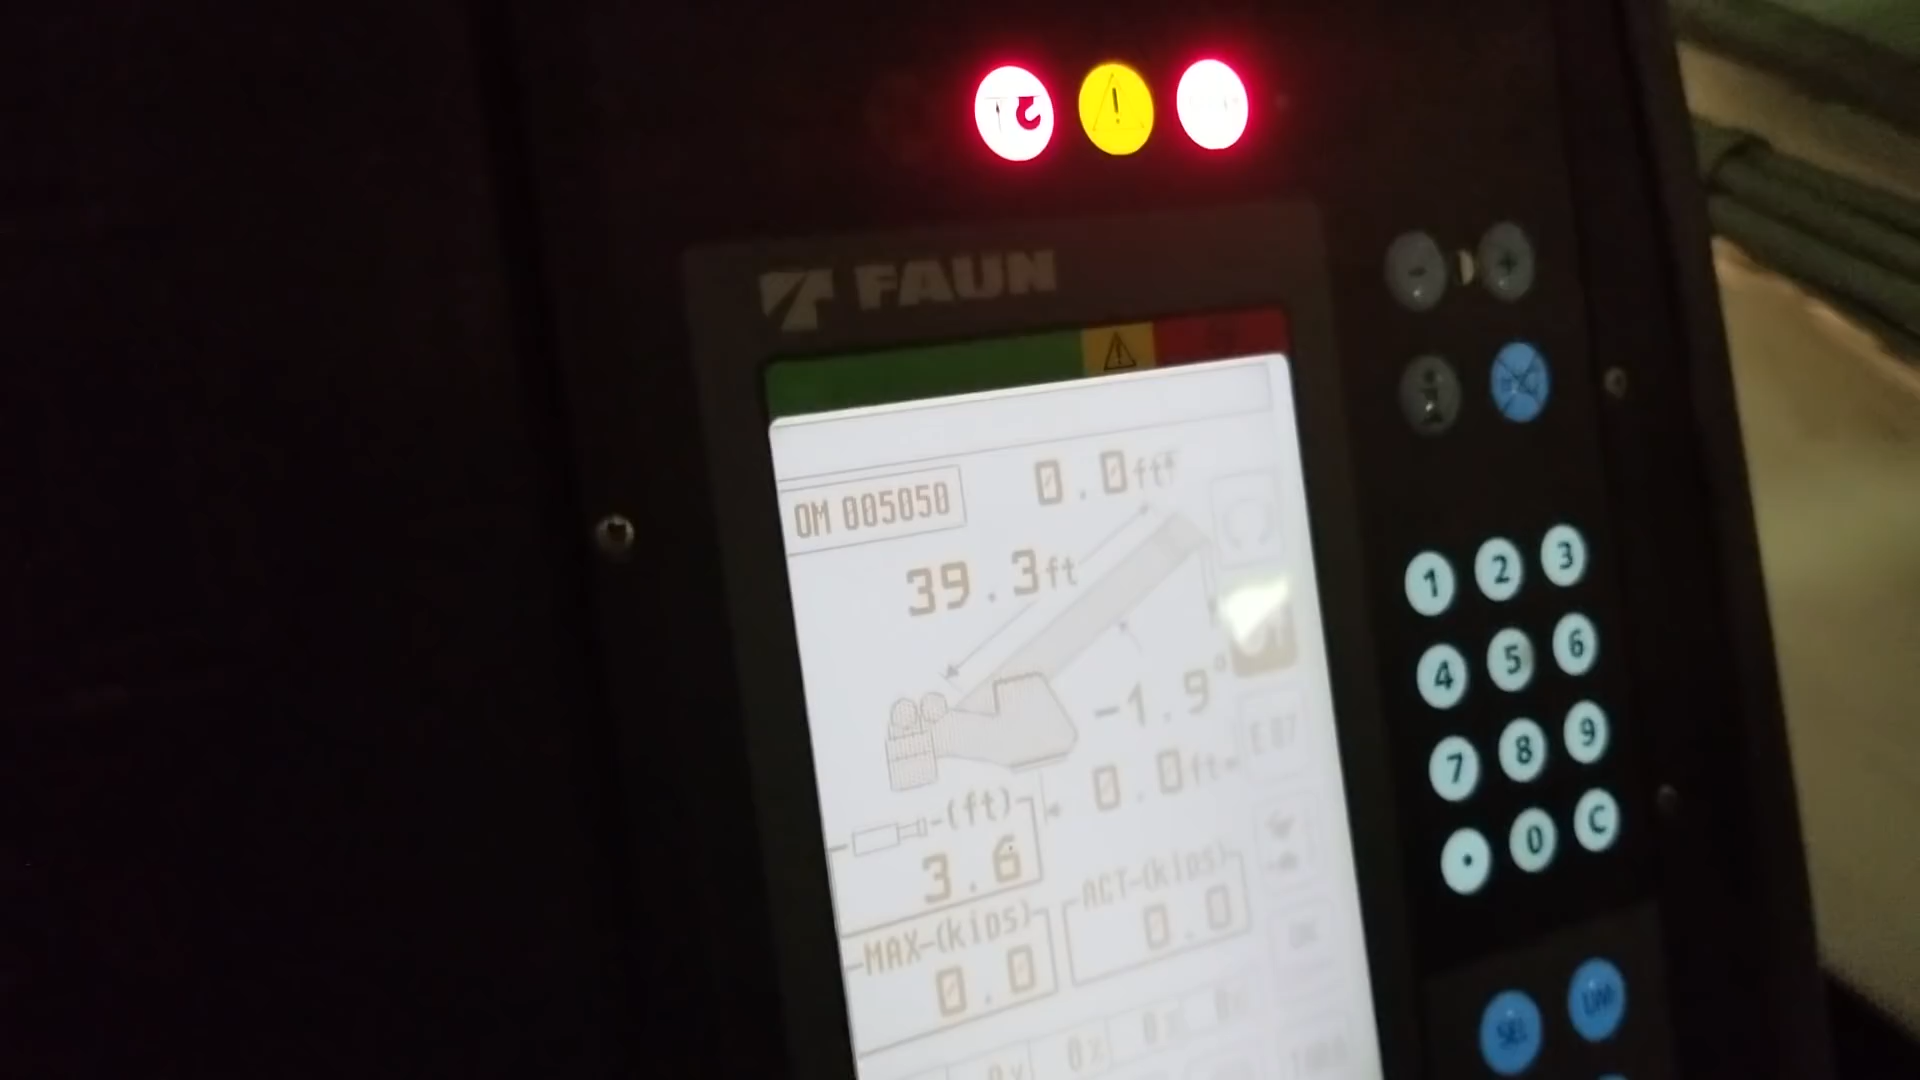 FAUN
0.0ft
OM 005050
39.3ft
-1.9°
0.0ft
(ft)
3.6
MAX-(kips)
0.0
ACT-(kips)
0.0
- +
1 2 3
4 5 6
7 8 9
. 0 C
SEL LMI